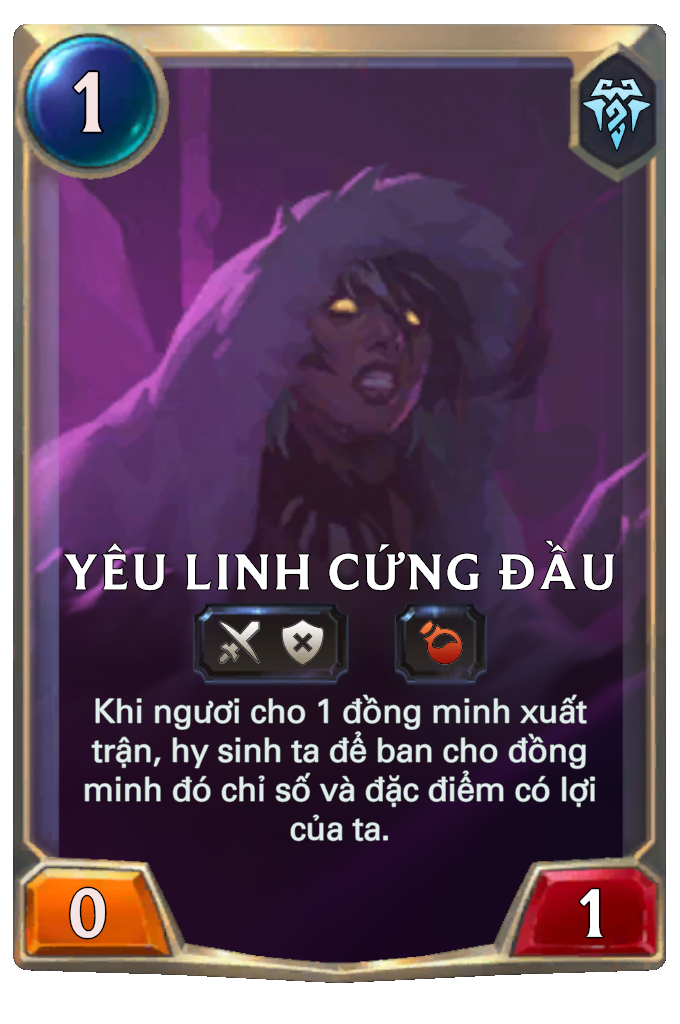 1
YÊU LINH CỨNG ĐẦU
Khi ngươi cho 1 đồng minh xuất
trận, hy sinh ta để ban cho đồng
minh đó chỉ số và đặc điểm có lợi
của ta.
0
1